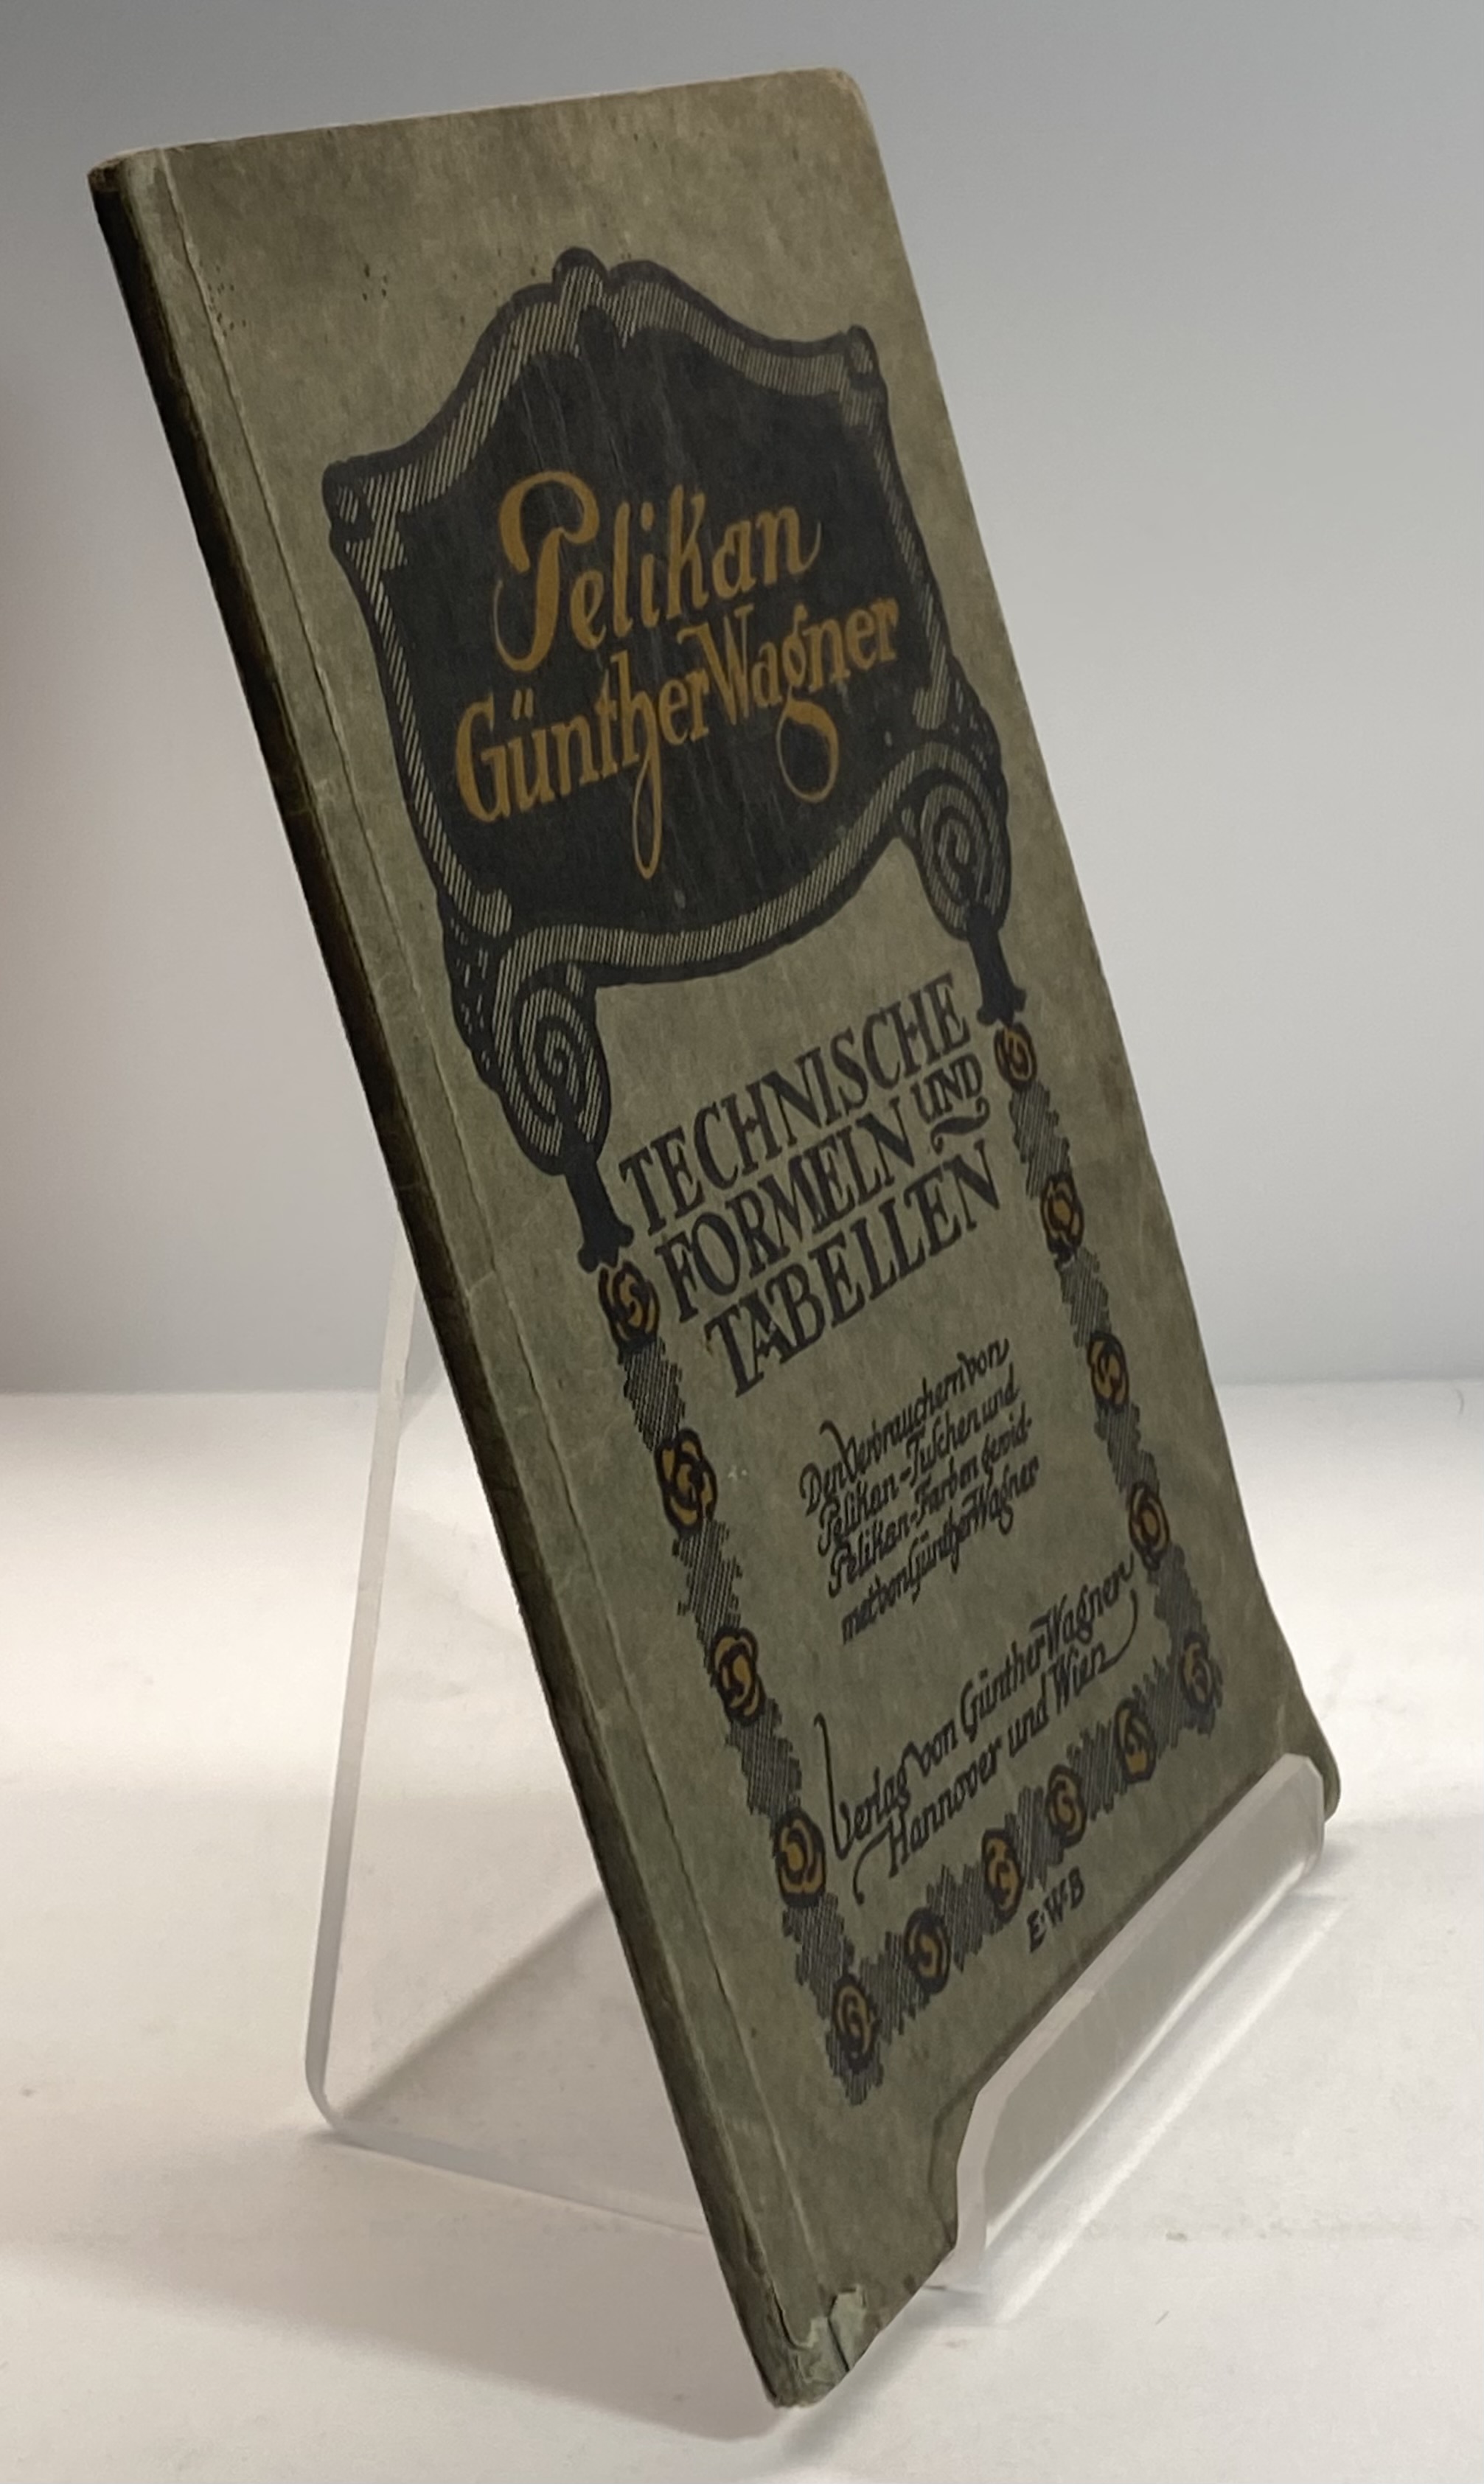 Pelikan
Günther Wagner
TECHNISCHE
FORMELN UND
TABELLEN
Den Verbrauchern von
Pelikan-Tuschen und
Pelikan-Farben gewid-
met von Günther Wagner
Verlag von Günther Wagner
Hannover und Wien
E·W·B